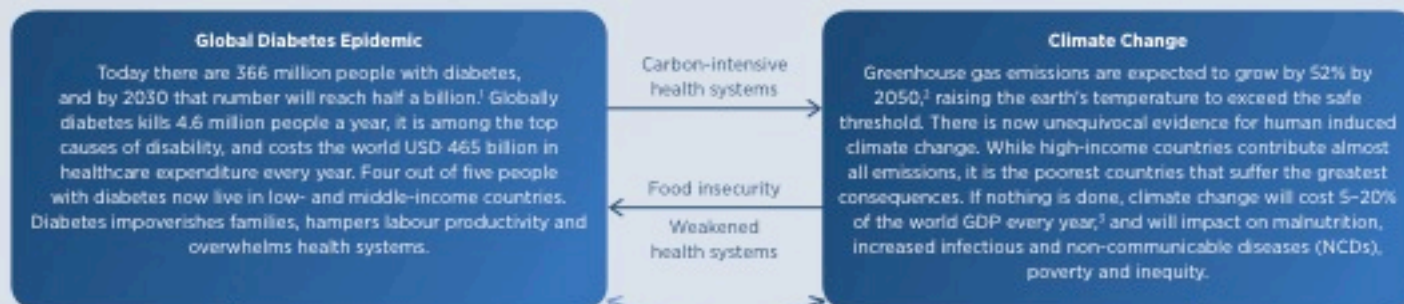 Global Diabetes Epidemic
Today there are 366 million people with diabetes,
and by 2030 that number will reach half a billion.¹ Globally
diabetes kills 4.6 million people a year, it is among the top
causes of disability, and costs the world USD 465 billion in
healthcare expenditure every year. Four out of five people
with diabetes now live in low- and middle-income countries.
Diabetes impoverishes families, hampers labour productivity and
overwhelms health systems.
Carbon-intensive
health systems
Food insecurity
Weakened
health systems
Climate Change
Greenhouse gas emissions are expected to grow by 52% by
2050,² raising the earth's temperature to exceed the safe
threshold. There is now unequivocal evidence for human induced
climate change. While high-income countries contribute almost
all emissions, it is the poorest countries that suffer the greatest
consequences. If nothing is done, climate change will cost 5–20%
of the world GDP every year,³ and will impact on malnutrition,
increased infectious and non-communicable diseases (NCDs),
poverty and inequity.